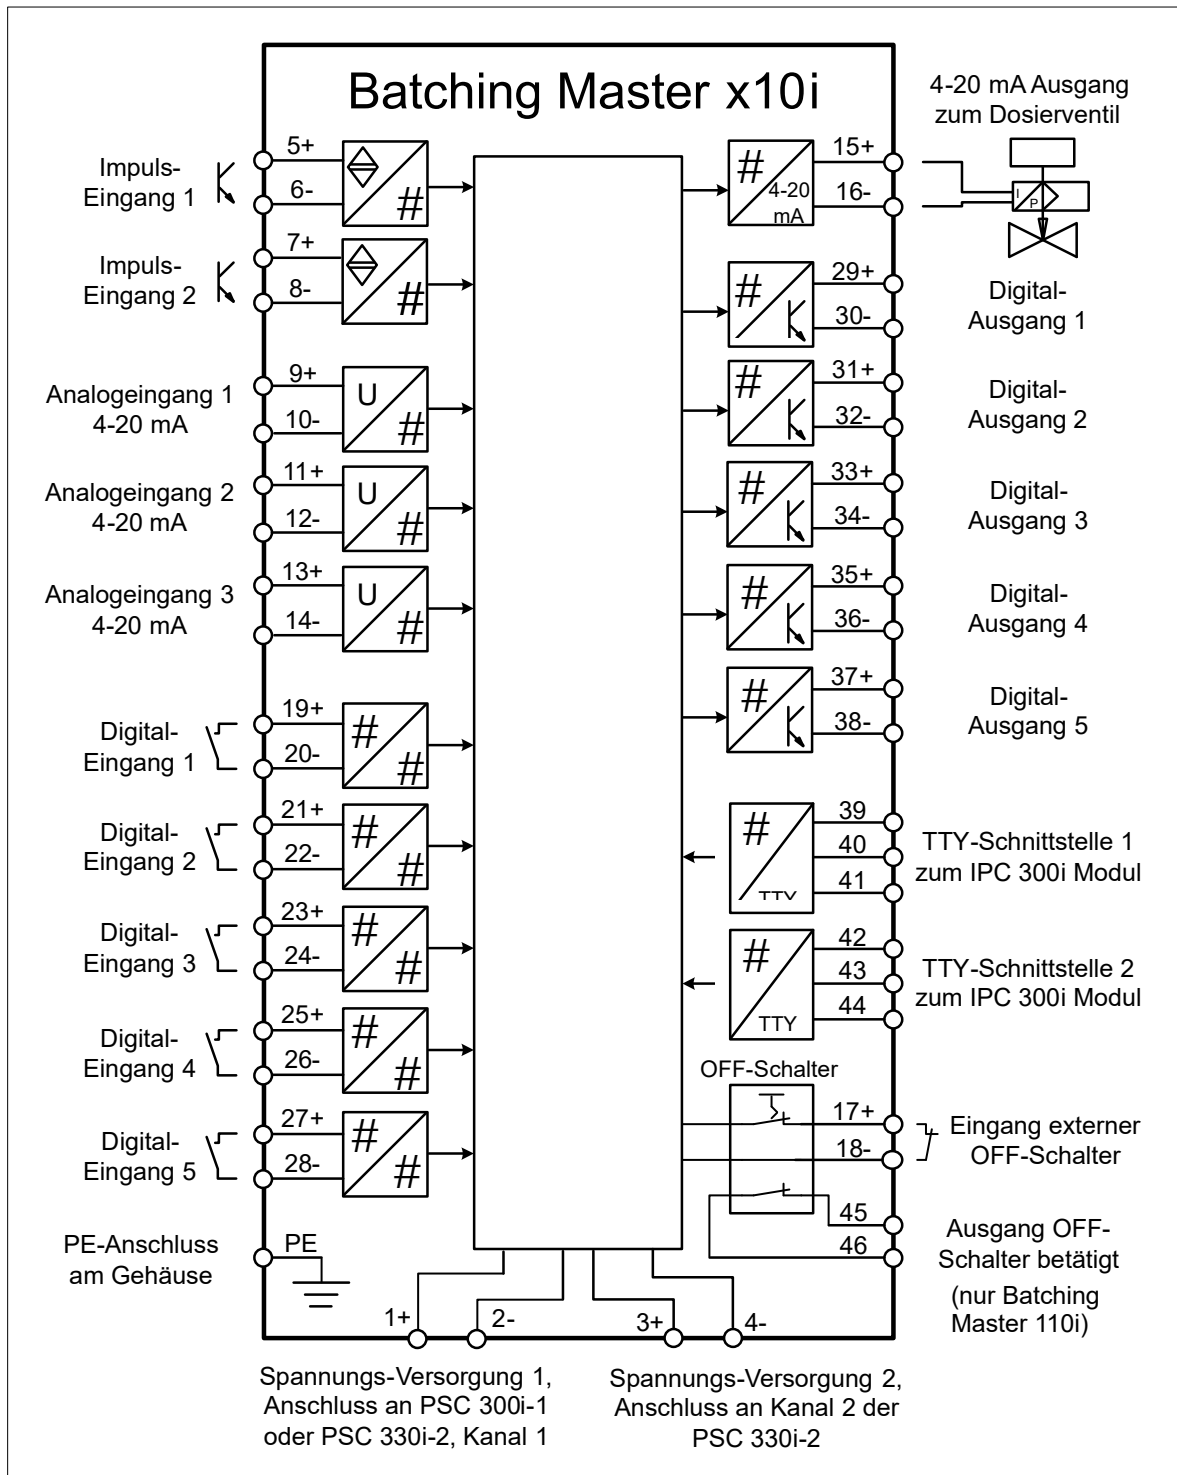 Batching Master x10i
4-20 mA Ausgang
zum Dosierventil
Impuls-
Eingang 1
5+
6-
#
Impuls-
Eingang 2
7+
8-
#
Analogeingang 1
4-20 mA
9+
10-
U
#
Analogeingang 2
4-20 mA
11+
12-
U
#
Analogeingang 3
4-20 mA
13+
14-
U
#
Digital-
Eingang 1
19+
20-
#
#
Digital-
Eingang 2
21+
22-
#
#
Digital-
Eingang 3
23+
24-
#
#
Digital-
Eingang 4
25+
26-
#
#
Digital-
Eingang 5
27+
28-
#
#
PE-Anschluss
am Gehäuse
PE
#
4-20
mA
15+
16-
I
P
#
29+
30-
Digital-
Ausgang 1
#
31+
32-
Digital-
Ausgang 2
#
33+
34-
Digital-
Ausgang 3
#
35+
36-
Digital-
Ausgang 4
#
37+
38-
Digital-
Ausgang 5
#
TTY
39
40
41
TTY-Schnittstelle 1
zum IPC 300i Modul
#
TTY
42
43
44
TTY-Schnittstelle 2
zum IPC 300i Modul
OFF-Schalter
17+
18-
Eingang externer
OFF-Schalter
45
46
Ausgang OFF-
Schalter betätigt
(nur Batching
Master 110i)
1+
2-
3+
4-
Spannungs-Versorgung 1,
Anschluss an PSC 300i-1
oder PSC 330i-2, Kanal 1
Spannungs-Versorgung 2,
Anschluss an Kanal 2 der
PSC 330i-2